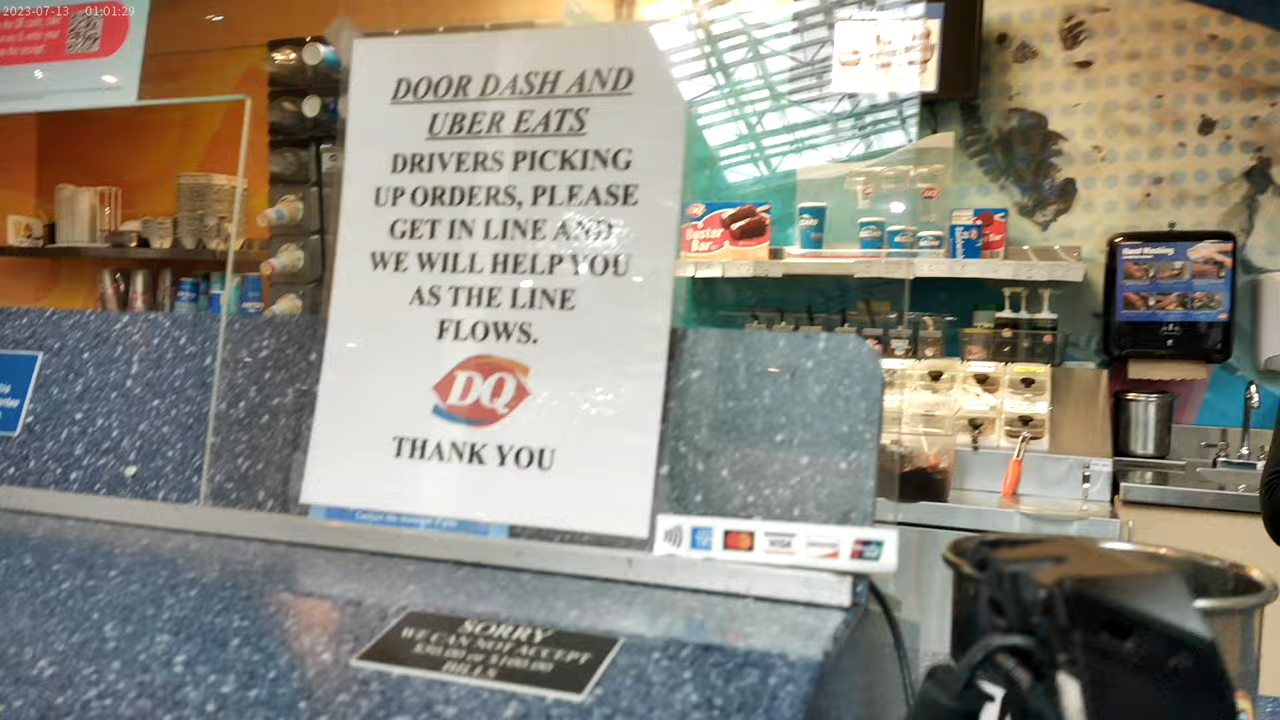 2023-07-13 01:01:29
DOOR DASH AND
UBER EATS
DRIVERS PICKING
UP ORDERS, PLEASE
GET IN LINE AND
WE WILL HELP YOU
AS THE LINE
FLOWS.
DQ
THANK YOU
Buster
Bar
VISA
SORRY
WE CAN NOT ACCEPT
$50.00 or $100.00
BILLS